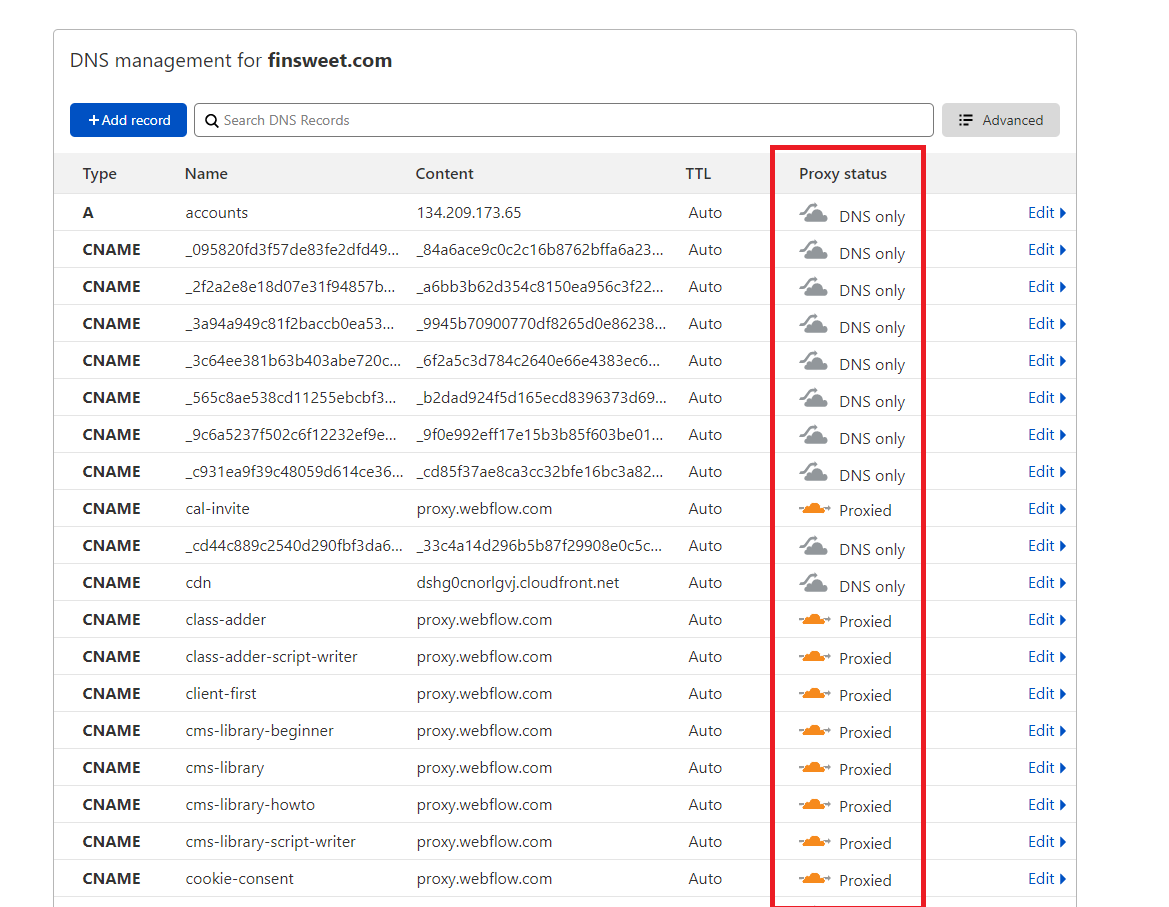 DNS management for finsweet.com
+Add record Search DNS Records Advanced
Type Name Content TTL Proxy status
A accounts 134.209.173.65 Auto DNS only Edit
CNAME _095820fd3f57de83fe2dfd49... _84a6ace9c0c2c16b8762bffa6a23... Auto DNS only Edit
CNAME _2f2a2e8e18d07e31f94857b... _a6bb3b62d354c8150ea956c3f22... Auto DNS only Edit
CNAME _3a94a949c81f2baccb0ea53... _9945b70900770df8265d0e86238... Auto DNS only Edit
CNAME _3c64ee381b63b403abe720c... _6f2a5c3d784c2640e66e4383ec6... Auto DNS only Edit
CNAME _565c8ae538cd11255ebcbf3... _b2dad924f5d165ecd8396373d69... Auto DNS only Edit
CNAME _9c6a5237f502c6f12232ef9e... _9f0e992eff17e15b3b85f603be01... Auto DNS only Edit
CNAME _c931ea9f39c48059d614ce36... _cd85f37ae8ca3cc32bfe16bc3a82... Auto DNS only Edit
CNAME cal-invite proxy.webflow.com Auto Proxied Edit
CNAME _cd44c889c2540d290fbf3da6... _33c4a14d296b5b87f29908e0c5c... Auto DNS only Edit
CNAME cdn dshg0cnorlgvj.cloudfront.net Auto DNS only Edit
CNAME class-adder proxy.webflow.com Auto Proxied Edit
CNAME class-adder-script-writer proxy.webflow.com Auto Proxied Edit
CNAME client-first proxy.webflow.com Auto Proxied Edit
CNAME cms-library-beginner proxy.webflow.com Auto Proxied Edit
CNAME cms-library proxy.webflow.com Auto Proxied Edit
CNAME cms-library-howto proxy.webflow.com Auto Proxied Edit
CNAME cms-library-script-writer proxy.webflow.com Auto Proxied Edit
CNAME cookie-consent proxy.webflow.com Auto Proxied Edit